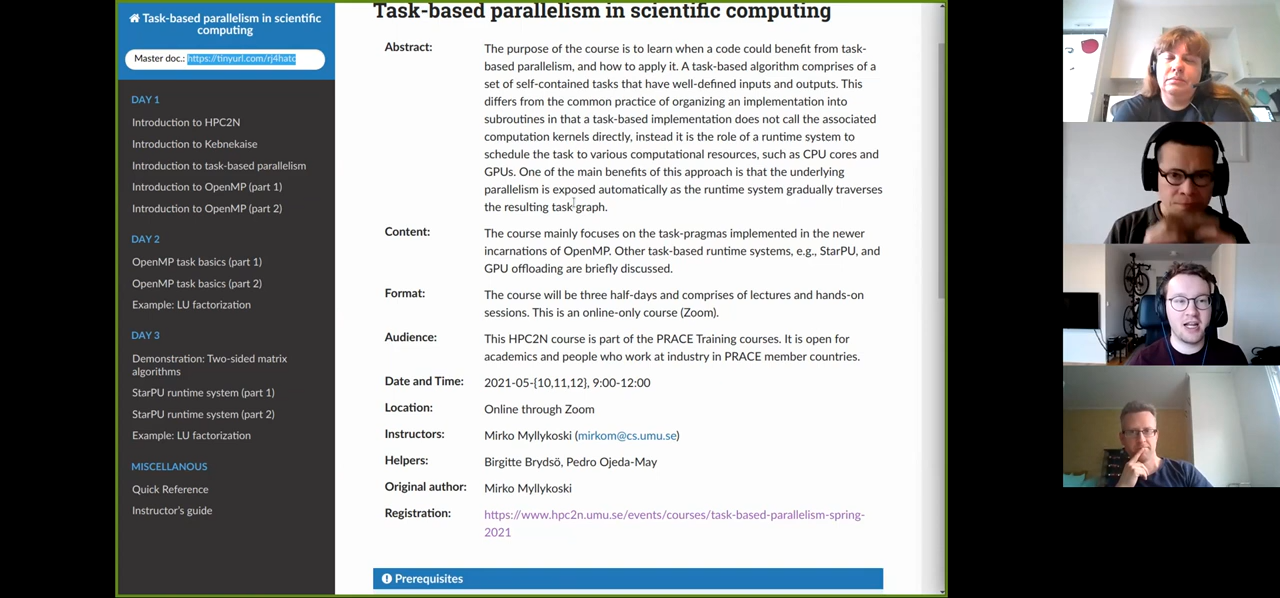 Task-based parallelism in scientific
computing
Master doc.: https://tinyurl.com/rj4hatc
DAY 1
Introduction to HPC2N
Introduction to Kebnekaise
Introduction to task-based parallelism
Introduction to OpenMP (part 1)
Introduction to OpenMP (part 2)
DAY 2
OpenMP task basics (part 1)
OpenMP task basics (part 2)
Example: LU factorization
DAY 3
Demonstration: Two-sided matrix
algorithms
StarPU runtime system (part 1)
StarPU runtime system (part 2)
Example: LU factorization
MISCELLANOUS
Quick Reference
Instructor's guide
Task-based parallelism in scientific computing
Abstract: The purpose of the course is to learn when a code could benefit from task-
based parallelism, and how to apply it. A task-based algorithm comprises of a
set of self-contained tasks that have well-defined inputs and outputs. This
differs from the common practice of organizing an implementation into
subroutines in that a task-based implementation does not call the associated
computation kernels directly, instead it is the role of a runtime system to
schedule the task to various computational resources, such as CPU cores and
GPUs. One of the main benefits of this approach is that the underlying
parallelism is exposed automatically as the runtime system gradually traverses
the resulting task graph.
Content: The course mainly focuses on the task-pragmas implemented in the newer
incarnations of OpenMP. Other task-based runtime systems, e.g., StarPU, and
GPU offloading are briefly discussed.
Format: The course will be three half-days and comprises of lectures and hands-on
sessions. This is an online-only course (Zoom).
Audience: This HPC2N course is part of the PRACE Training courses. It is open for
academics and people who work at industry in PRACE member countries.
Date and Time: 2021-05-{10,11,12}, 9:00-12:00
Location: Online through Zoom
Instructors: Mirko Myllykoski (mirkom@cs.umu.se)
Helpers: Birgitte Brydsö, Pedro Ojeda-May
Original author: Mirko Myllykoski
Registration: https://www.hpc2n.umu.se/events/courses/task-based-parallelism-spring-
2021
Prerequisites